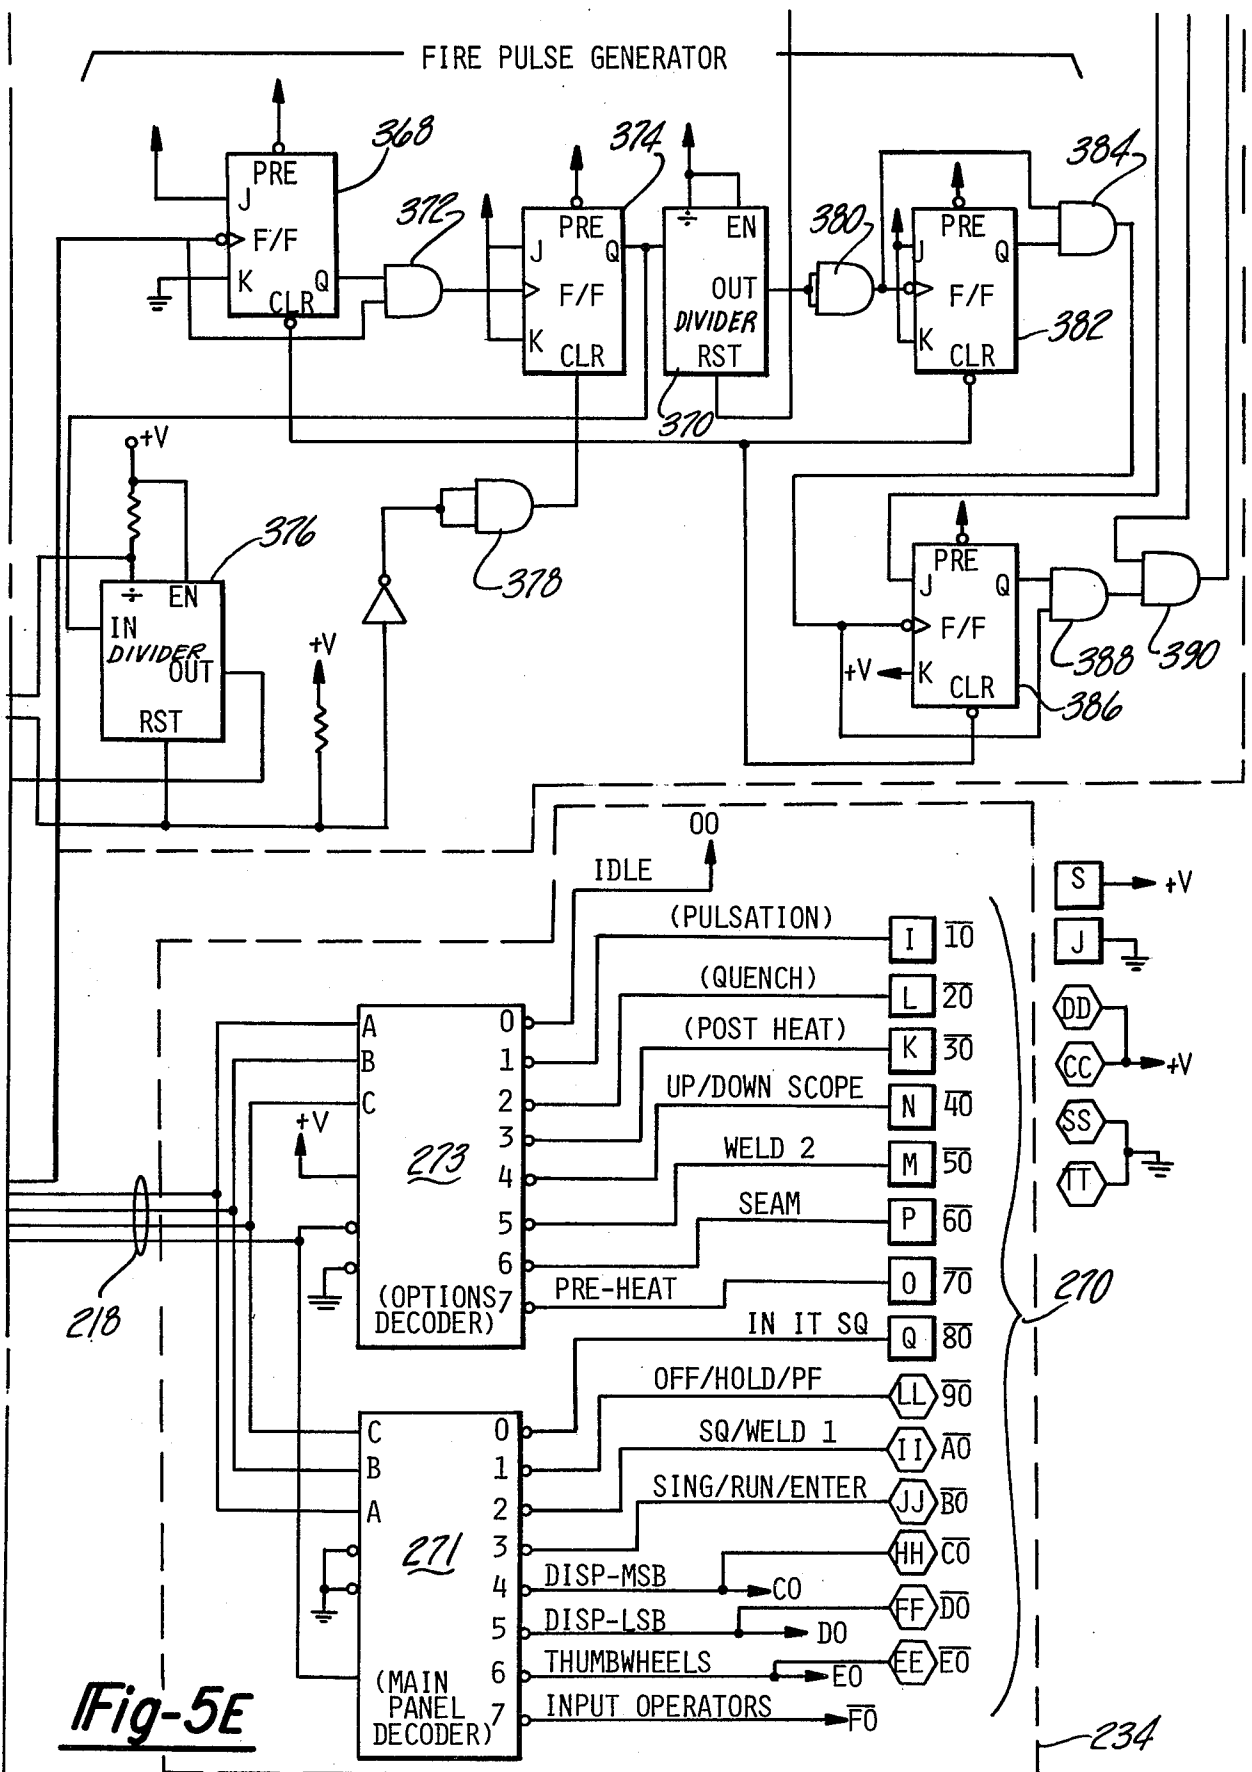 FIRE PULSE GENERATOR
368
PRE
J
F/F
K
Q
CLR
372
374
PRE
J
Q
F/F
K
CLR
÷
EN
OUT
DIVIDER
RST
370
380
384
PRE
J
Q
F/F
K
CLR
382
+V
376
÷
EN
IN
DIVIDER
OUT
RST
378
+V
PRE
J
Q
F/F
+V
K
CLR
386
388
390
00
IDLE
S
+V
(PULSATION)
I
10
J
(QUENCH)
L
20
DD
(POST HEAT)
K
30
CC
+V
UP/DOWN SCOPE
N
40
SS
WELD 2
M
50
TT
SEAM
P
60
PRE-HEAT
O
70
IN IT SQ
Q
80
OFF/HOLD/PF
LL
90
SQ/WELD 1
II
A0
SING/RUN/ENTER
JJ
B0
HH
C0
DISP-MSB
C0
FF
D0
DISP-LSB
D0
THUMBWHEELS
EE
E0
E0
INPUT OPERATORS
F0
A
B
C
+V
273
0
1
2
3
4
5
6
7
(OPTIONS
DECODER)
218
270
C
B
A
271
0
1
2
3
4
5
6
7
(MAIN
PANEL
DECODER)
234
Fig-5E